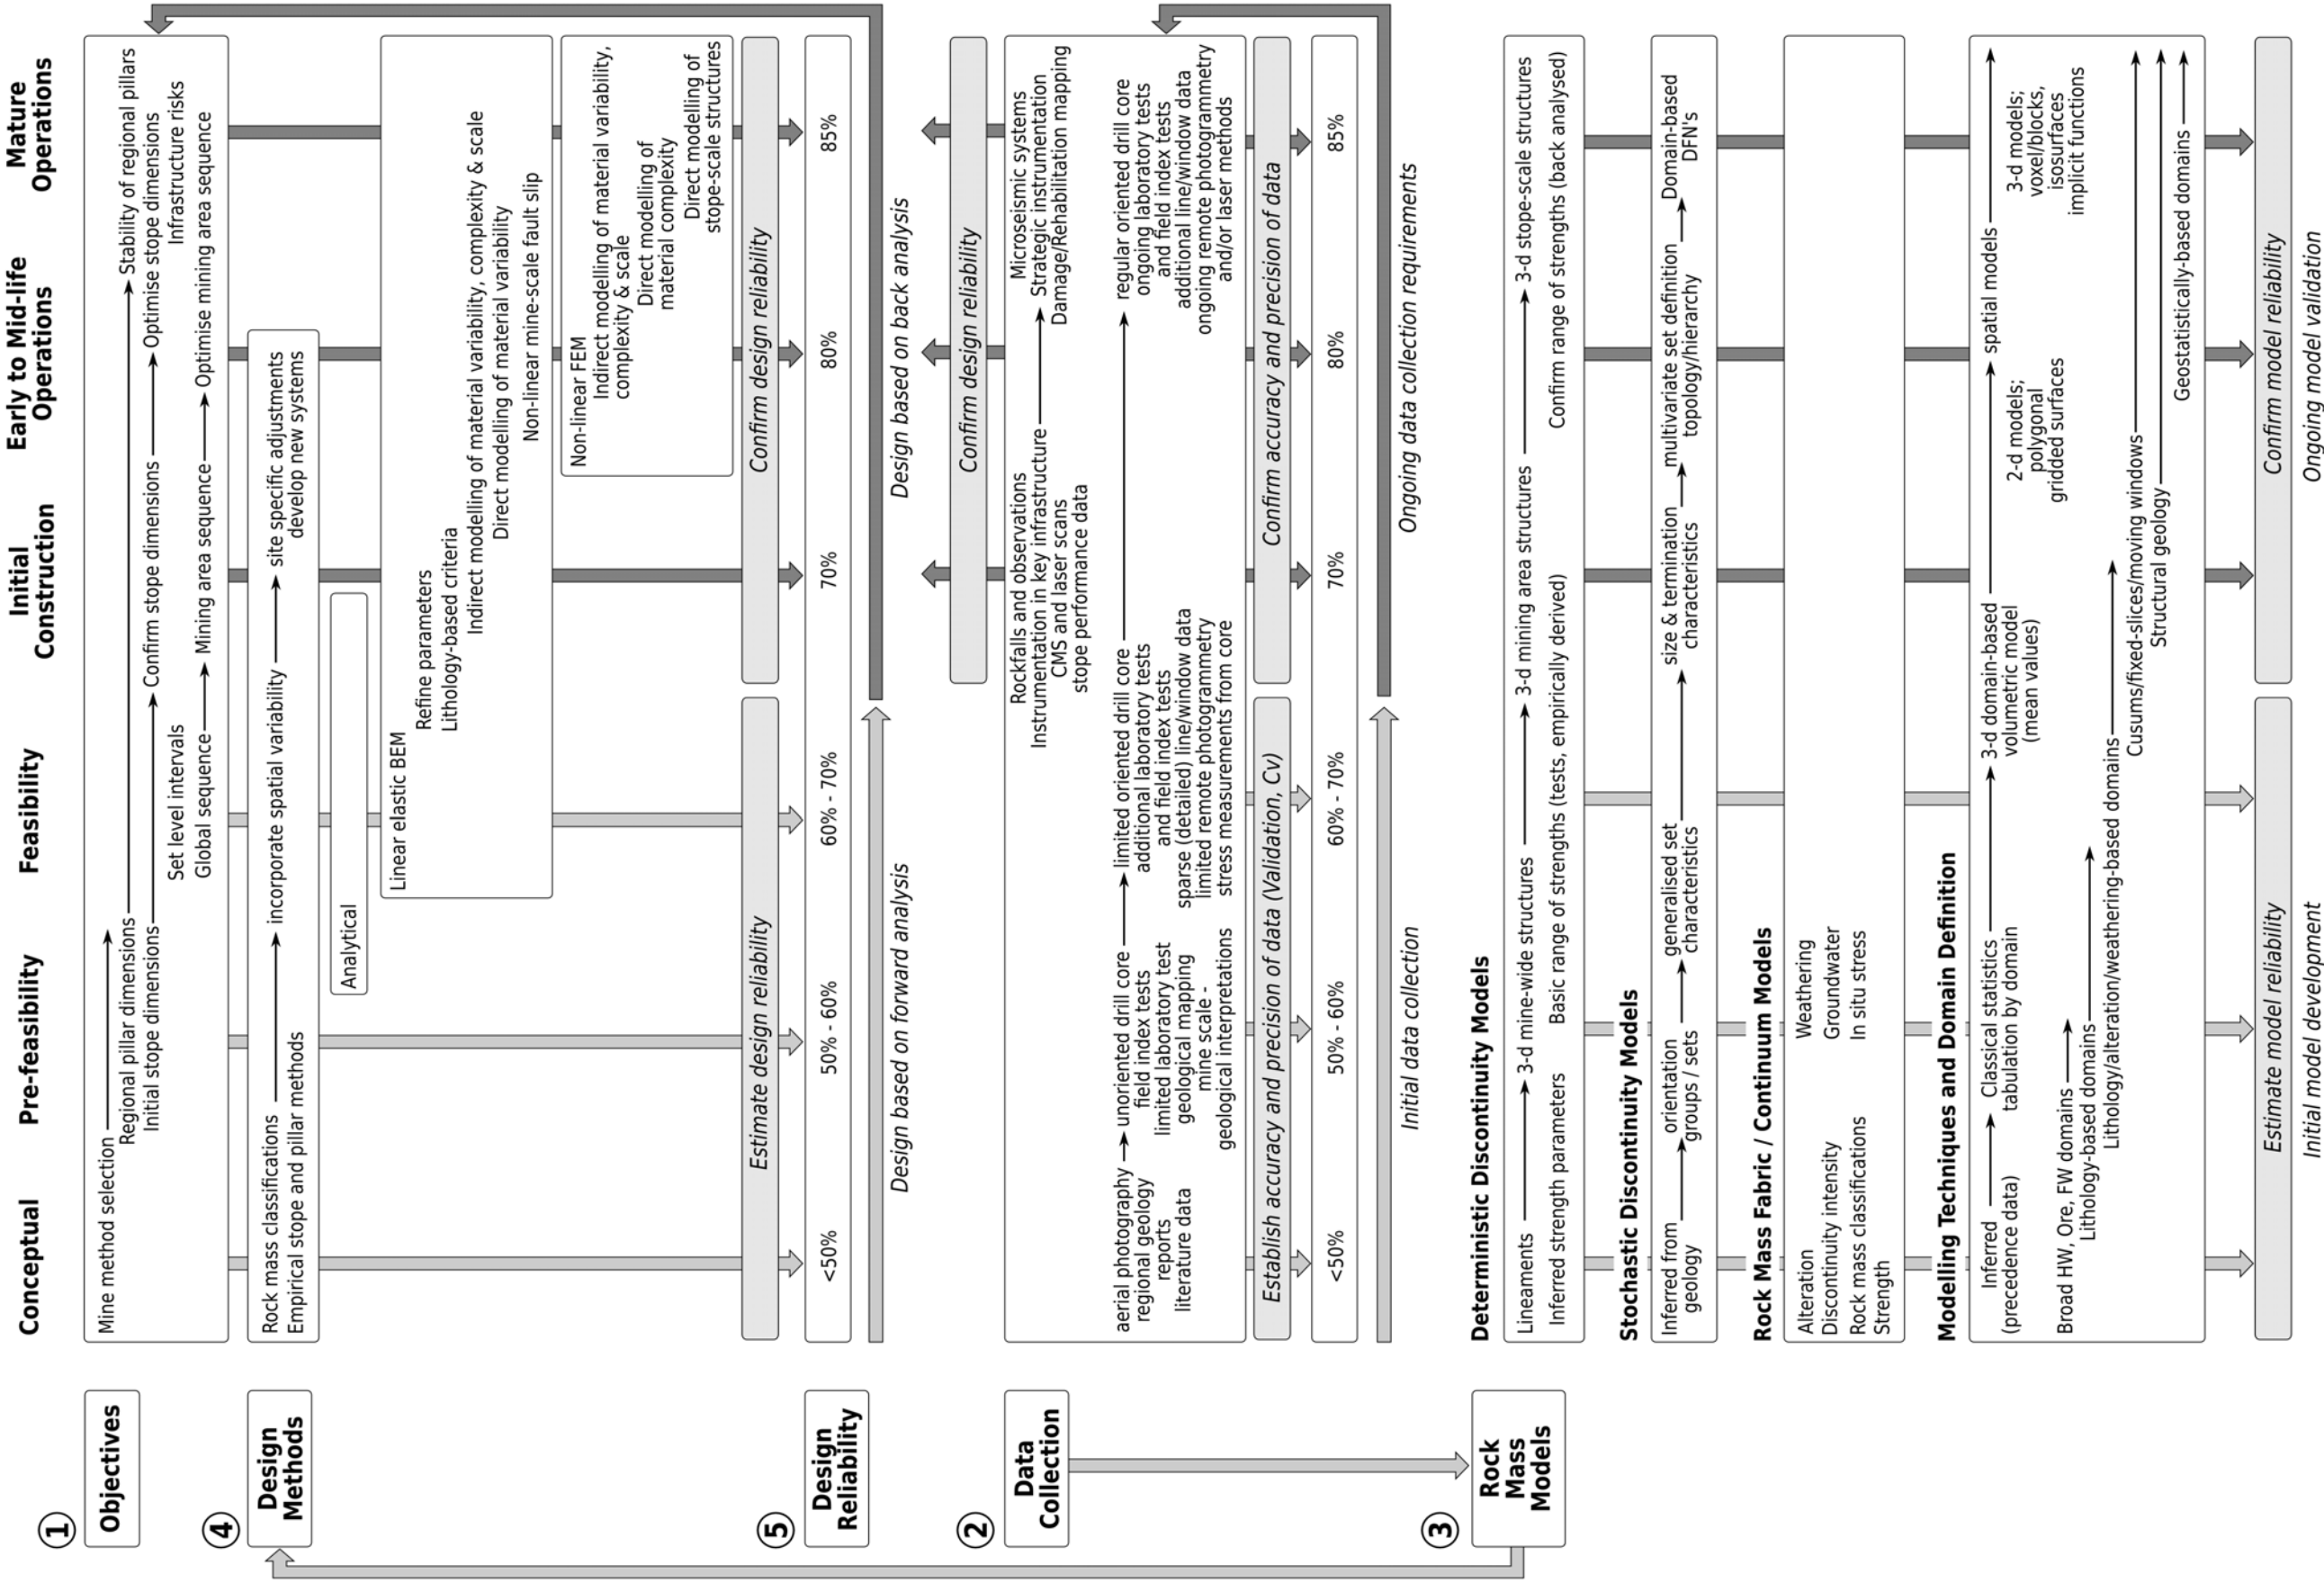 Conceptual
Pre-feasibility
Feasibility
Initial
Construction
Early to Mid-life
Operations
Mature
Operations
1
Objectives
Mine method selection
Regional pillar dimensions
Stability of regional pillars
Initial stope dimensions
Confirm stope dimensions
Optimise stope dimensions
Set level intervals
Infrastructure risks
Global sequence
Mining area sequence
Optimise mining area sequence
4
Design
Methods
Rock mass classifications
incorporate spatial variability
site specific adjustments
Empirical stope and pillar methods
develop new systems
Analytical
Linear elastic BEM
Refine parameters
Lithology-based criteria
Indirect modelling of material variability, complexity & scale
Direct modelling of material variability
Non-linear mine-scale fault slip
Non-linear FEM
Indirect modelling of material variability,
complexity & scale
Direct modelling of
material complexity
Direct modelling of
stope-scale structures
Estimate design reliability
Confirm design reliability
5
Design
Reliability
<50%
50% - 60%
60% - 70%
70%
80%
85%
Design based on forward analysis
Design based on back analysis
Confirm design reliability
2
Data
Collection
Rockfalls and observations
Instrumentation in key infrastructure
CMS and laser scans
stope performance data
Microseismic systems
Strategic instrumentation
Damage/Rehabilitation mapping
aerial photography
regional geology
reports
literature data
unoriented drill core
field index tests
limited laboratory test
geological mapping
mine scale -
geological interpretations
limited oriented drill core
additional laboratory tests
and field index tests
sparse (detailed) line/window data
limited remote photogrammetry
stress measurements from core
regular oriented drill core
ongoing laboratory tests
and field index tests
additional line/window data
ongoing remote photogrammetry
and/or laser methods
Establish accuracy and precision of data (Validation, Cv)
Confirm accuracy and precision of data
<50%
50% - 60%
60% - 70%
70%
80%
85%
Initial data collection
Ongoing data collection requirements
3
Rock
Mass
Models
Deterministic Discontinuity Models
Lineaments
3-d mine-wide structures
3-d mining area structures
3-d stope-scale structures
Inferred strength parameters
Basic range of strengths (tests, empirically derived)
Confirm range of strengths (back analysed)
Stochastic Discontinuity Models
Inferred from
geology
orientation
groups / sets
generalised set
characteristics
size & termination
characteristics
multivariate set definition
topology/hierarchy
Domain-based
DFN's
Rock Mass Fabric / Continuum Models
Alteration
Discontinuity intensity
Rock mass classifications
Strength
Weathering
Groundwater
In situ stress
Modelling Techniques and Domain Definition
Inferred
(precedence data)
Classical statistics
tabulation by domain
3-d domain-based
volumetric model
(mean values)
spatial models
2-d models;
polygonal
gridded surfaces
3-d models;
voxel/blocks,
isosurfaces
implicit functions
Broad HW, Ore, FW domains
Lithology-based domains
Lithology/alteration/weathering-based domains
Cusums/fixed-slices/moving windows
Structural geology
Geostatistically-based domains
Estimate model reliability
Confirm model reliability
Initial model development
Ongoing model validation